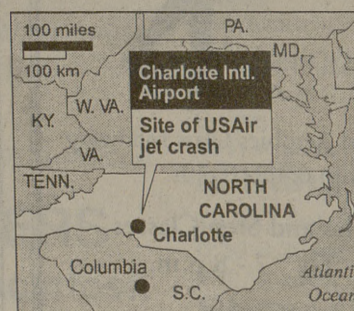 100 miles
100 km
PA.
MD.
Charlotte Intl.
Airport
Site of USAir
jet crash
W. VA.
KY.
VA.
TENN.
NORTH
CAROLINA
Charlotte
Columbia
S.C.
Atlanti
Ocean